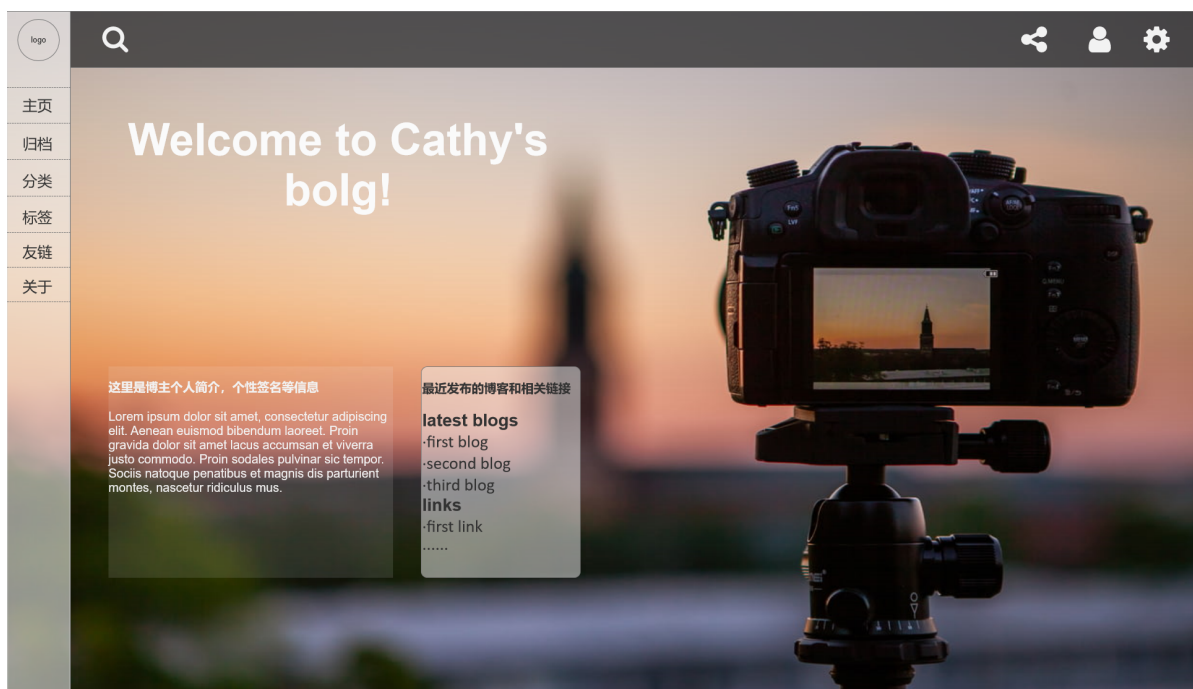 logo
主页
归档
分类
标签
友链
关于
Welcome to Cathy's
bolg!
这里是博主个人简介，个性签名等信息
Lorem ipsum dolor sit amet, consectetur adipiscing
elit. Aenean euismod bibendum laoreet. Proin
gravida dolor sit amet lacus accumsan et viverra
justo commodo. Proin sodales pulvinar sic tempor.
Sociis natoque penatibus et magnis dis parturient
montes, nascetur ridiculus mus.
最近发布的博客和相关链接
latest blogs
·first blog
·second blog
·third blog
links
·first link
......
Fn1
LVF